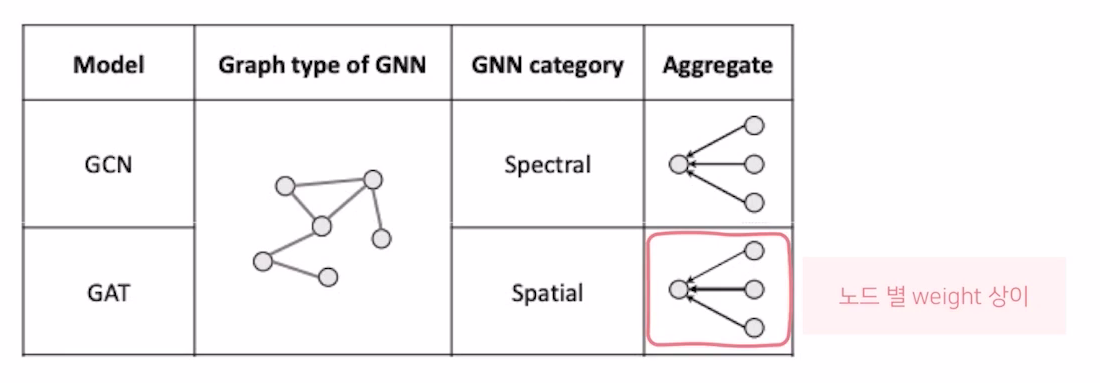 Model Graph type of GNN GNN category Aggregate
GCN Spectral
GAT Spatial
노드 별 weight 상이